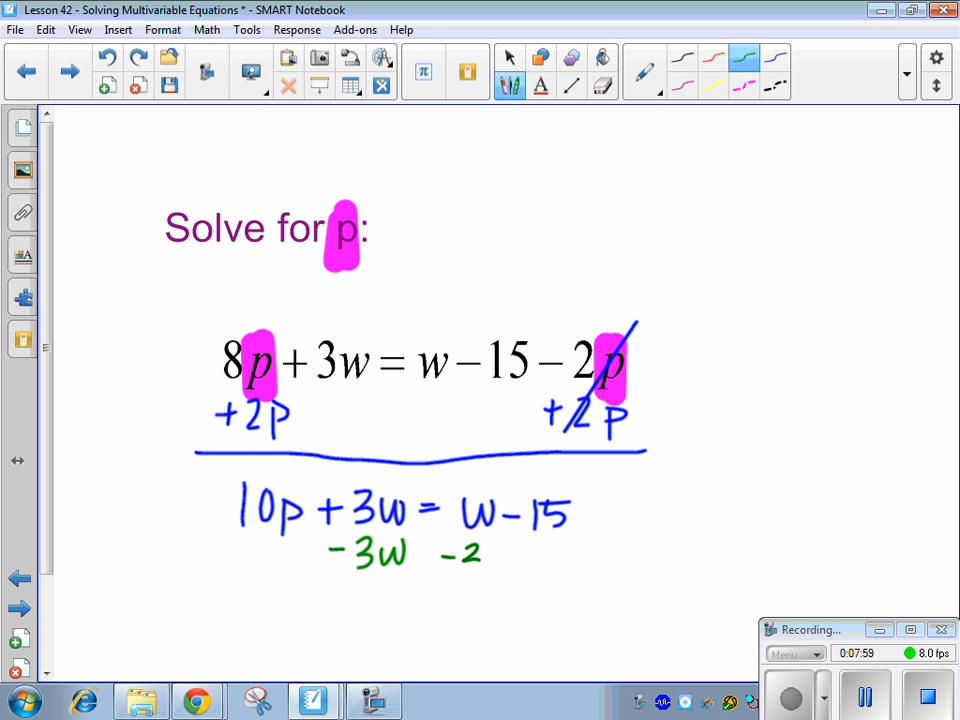 Lesson 42 - Solving Multivariable Equations * - SMART Notebook
File Edit View Insert Format Math Tools Response Add-ons Help
Solve for p:
8p + 3w = w − 15 − 2p
+2p +2p
10p + 3w = w - 15
-3w -2
Recording...
Menu 0:07:59 8.0 fps